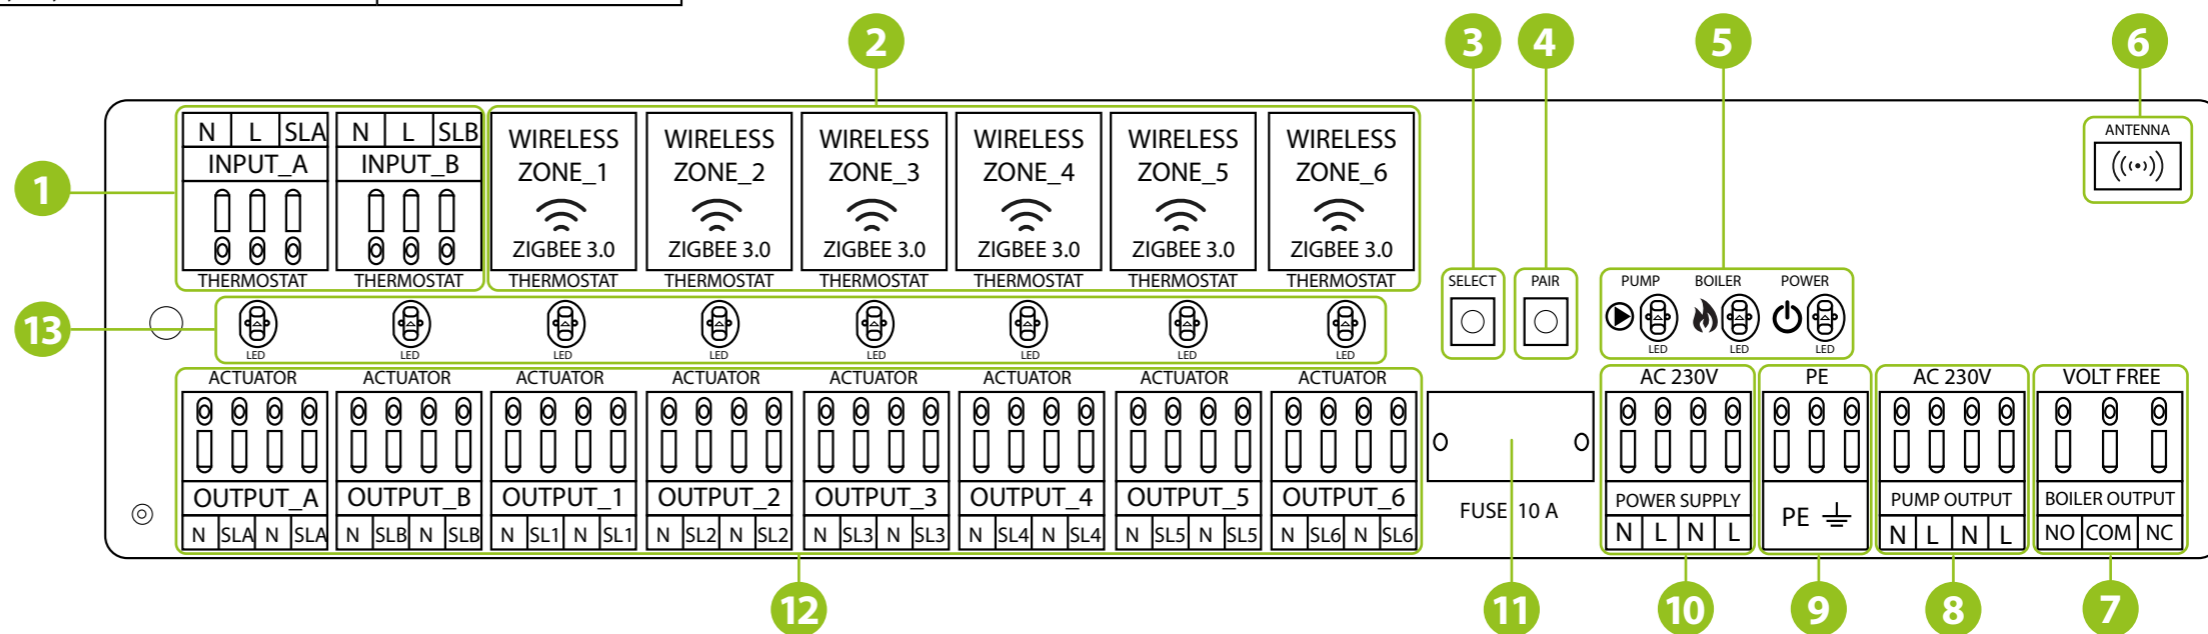 2 3 4 5 6
N L SLA N L SLB
INPUT_A INPUT_B
WIRELESS ZONE_1 WIRELESS ZONE_2 WIRELESS ZONE_3 WIRELESS ZONE_4 WIRELESS ZONE_5 WIRELESS ZONE_6
ZIGBEE 3.0 ZIGBEE 3.0 ZIGBEE 3.0 ZIGBEE 3.0 ZIGBEE 3.0 ZIGBEE 3.0
ANTENNA
1
THERMOSTAT THERMOSTAT THERMOSTAT THERMOSTAT THERMOSTAT THERMOSTAT THERMOSTAT THERMOSTAT
SELECT PAIR PUMP BOILER POWER
13
LED LED LED LED LED LED LED LED LED LED LED
ACTUATOR ACTUATOR ACTUATOR ACTUATOR ACTUATOR ACTUATOR ACTUATOR ACTUATOR
AC 230V PE AC 230V VOLT FREE
OUTPUT_A OUTPUT_B OUTPUT_1 OUTPUT_2 OUTPUT_3 OUTPUT_4 OUTPUT_5 OUTPUT_6
FUSE 10 A
POWER SUPPLY PE PUMP OUTPUT BOILER OUTPUT
N SLA N SLA N SLB N SLB N SL1 N SL1 N SL2 N SL2 N SL3 N SL3 N SL4 N SL4 N SL5 N SL5 N SL6 N SL6
N L N L N L N L NO COM NC
12 11 10 9 8 7